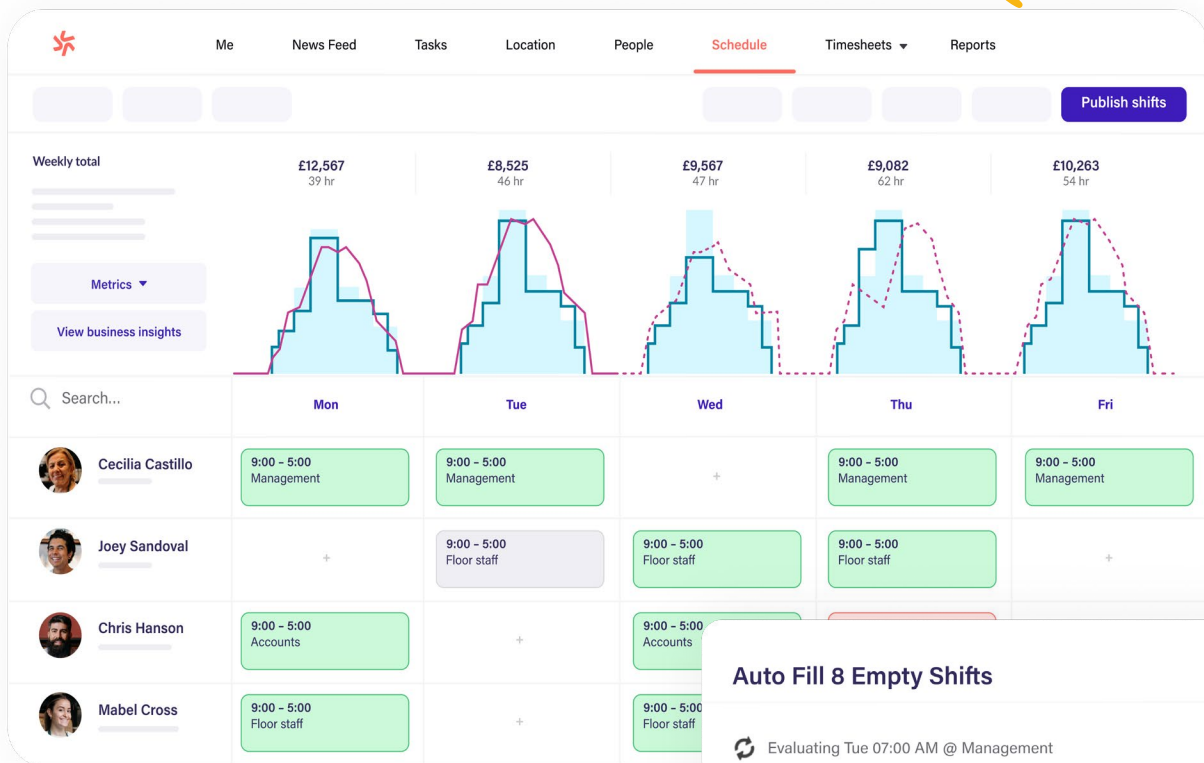 Me News Feed Tasks Location People Schedule Timesheets Reports
Publish shifts
Weekly total
£12,567 £8,525 £9,567 £9,082 £10,263
39 hr 46 hr 47 hr 62 hr 54 hr
Metrics
View business insights
Search...
Mon Tue Wed Thu Fri
Cecilia Castillo
9:00 – 5:00 9:00 – 5:00 + 9:00 – 5:00 9:00 – 5:00
Management Management Management Management
Joey Sandoval
+ 9:00 – 5:00 9:00 – 5:00 9:00 – 5:00 +
Floor staff Floor staff Floor staff
Chris Hanson
9:00 – 5:00 + 9:00 – 5:00
Accounts Accounts
Mabel Cross
9:00 – 5:00 + 9:00 – 5:00
Floor staff Floor staff
Auto Fill 8 Empty Shifts
Evaluating Tue 07:00 AM @ Management